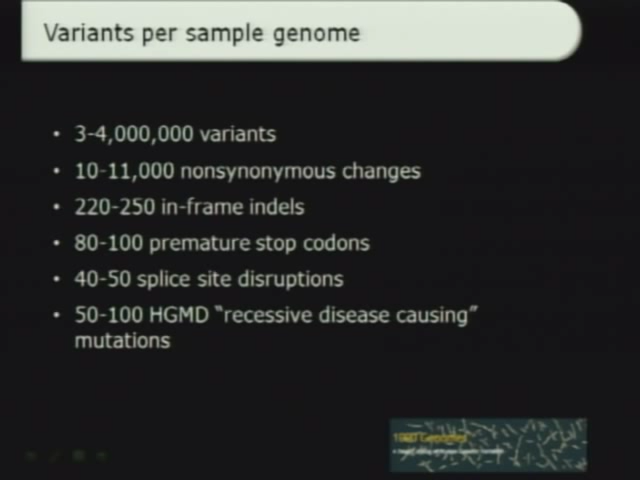 Variants per sample genome
• 3-4,000,000 variants
• 10-11,000 nonsynonymous changes
• 220-250 in-frame indels
• 80-100 premature stop codons
• 40-50 splice site disruptions
• 50-100 HGMD “recessive disease causing”
mutations
1000 Genomes